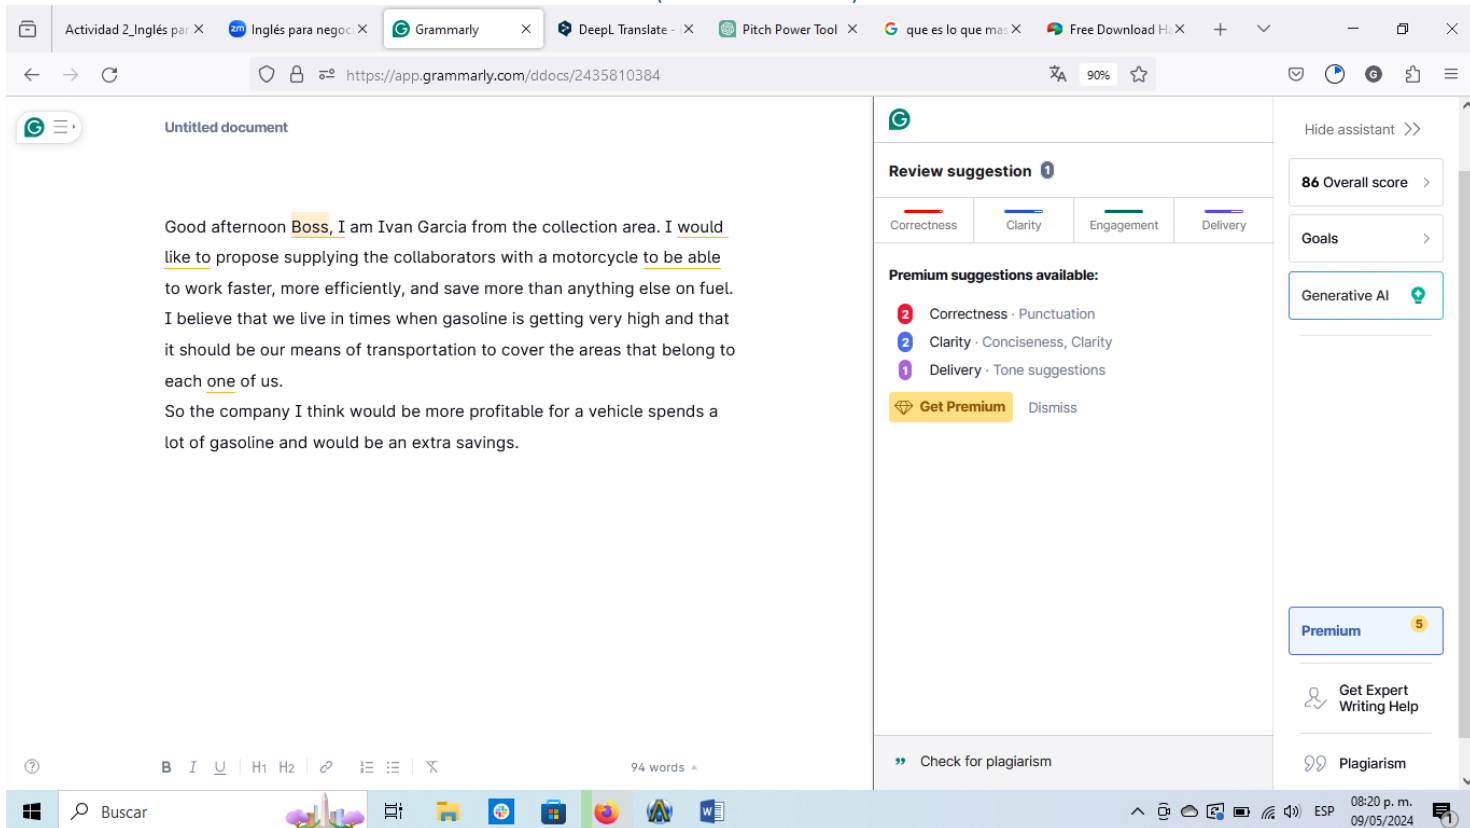 Actividad 2_Inglés par
zm Inglés para negoci
Grammarly
DeepL Translate -
Pitch Power Tool
que es lo que mas
Free Download Ha
https://app.grammarly.com/ddocs/2435810384
90%
G
Untitled document
Good afternoon Boss, I am Ivan Garcia from the collection area. I would
like to propose supplying the collaborators with a motorcycle to be able
to work faster, more efficiently, and save more than anything else on fuel.
I believe that we live in times when gasoline is getting very high and that
it should be our means of transportation to cover the areas that belong to
each one of us.
So the company I think would be more profitable for a vehicle spends a
lot of gasoline and would be an extra savings.
B I U H1 H2
94 words
Review suggestion 1
Correctness Clarity Engagement Delivery
Premium suggestions available:
2 Correctness · Punctuation
2 Clarity · Conciseness, Clarity
1 Delivery · Tone suggestions
Get Premium Dismiss
Check for plagiarism
Hide assistant
86 Overall score
Goals
Generative AI
Premium 5
Get Expert
Writing Help
Plagiarism
Buscar
ESP
08:20 p. m.
09/05/2024
1